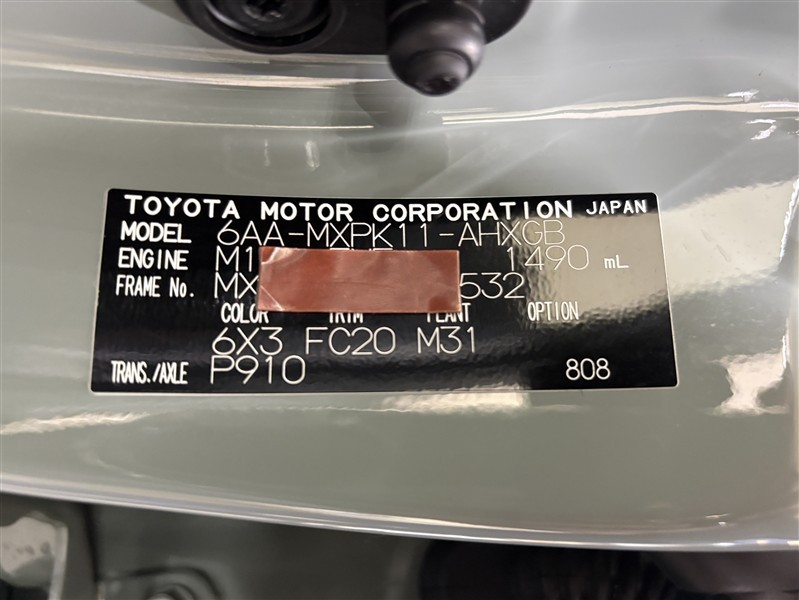 TOYOTA MOTOR CORPORATION JAPAN
MODEL 6AA-MXPK11-AHXGB
ENGINE M1 1490 mL
FRAME No. MX 532
COLOR TRIM PLANT OPTION
6X3 FC20 M31
TRANS./AXLE P910 808